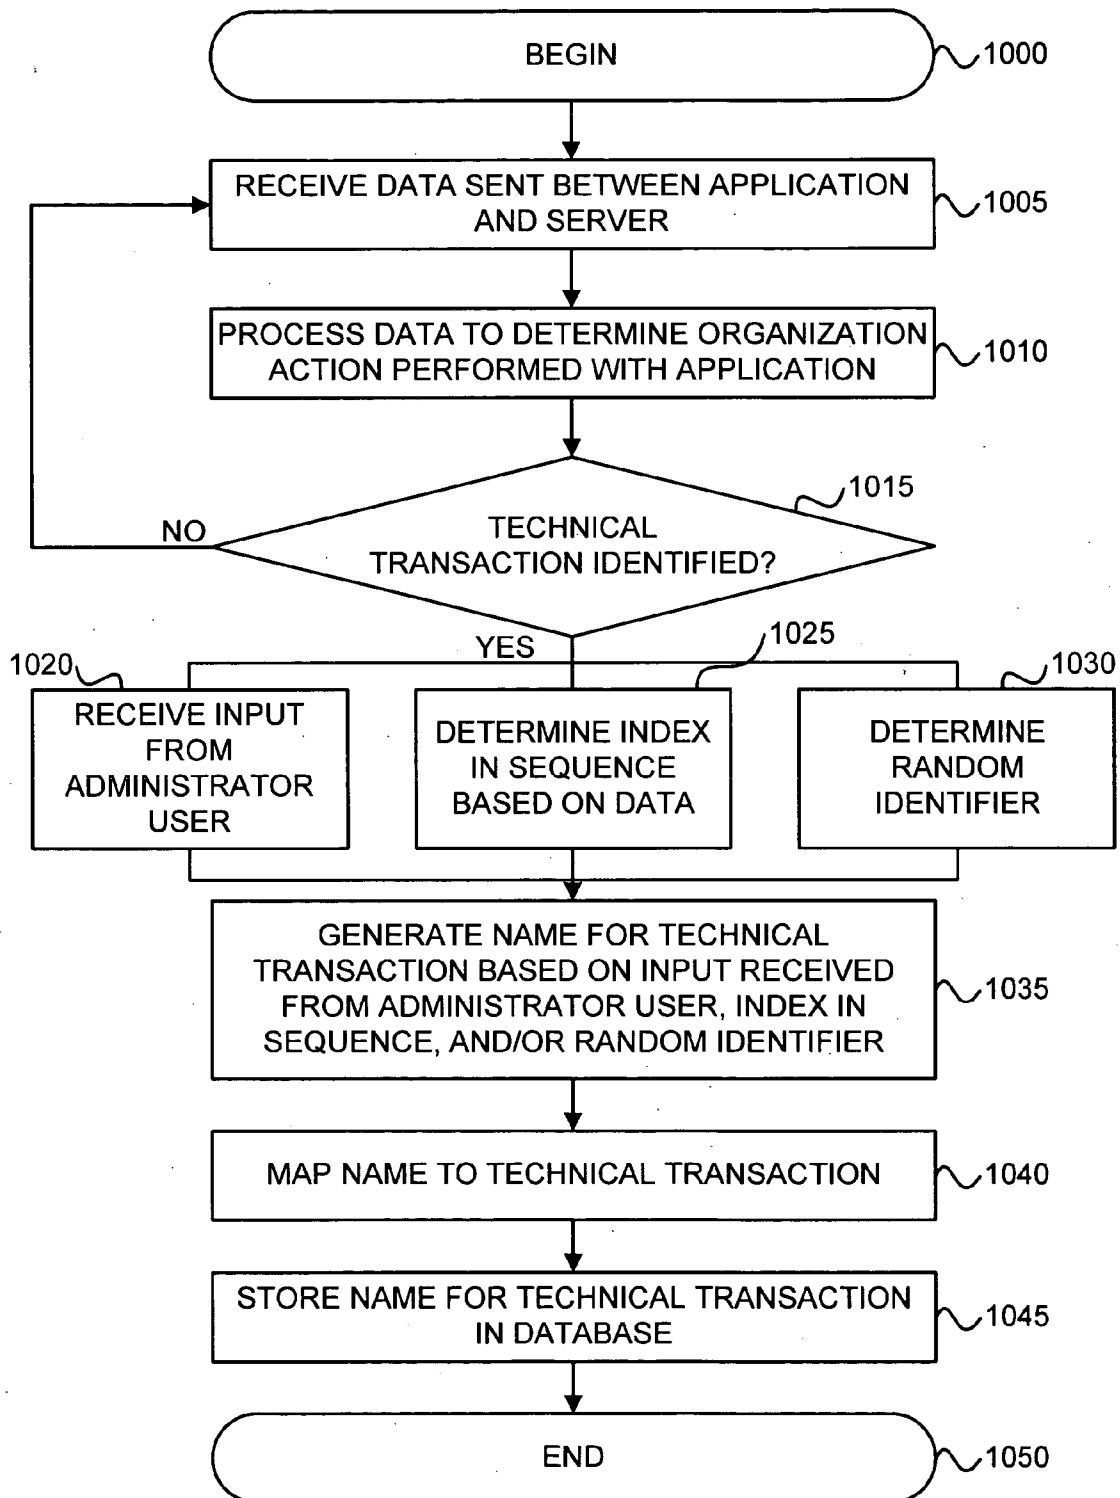 BEGIN
1000
RECEIVE DATA SENT BETWEEN APPLICATION
AND SERVER
1005
PROCESS DATA TO DETERMINE ORGANIZATION
ACTION PERFORMED WITH APPLICATION
1010
TECHNICAL
TRANSACTION IDENTIFIED?
1015
NO
YES
1020
RECEIVE INPUT
FROM
ADMINISTRATOR
USER
1025
DETERMINE INDEX
IN SEQUENCE
BASED ON DATA
1030
DETERMINE
RANDOM
IDENTIFIER
GENERATE NAME FOR TECHNICAL
TRANSACTION BASED ON INPUT RECEIVED
FROM ADMINISTRATOR USER, INDEX IN
SEQUENCE, AND/OR RANDOM IDENTIFIER
1035
MAP NAME TO TECHNICAL TRANSACTION
1040
STORE NAME FOR TECHNICAL TRANSACTION
IN DATABASE
1045
END
1050